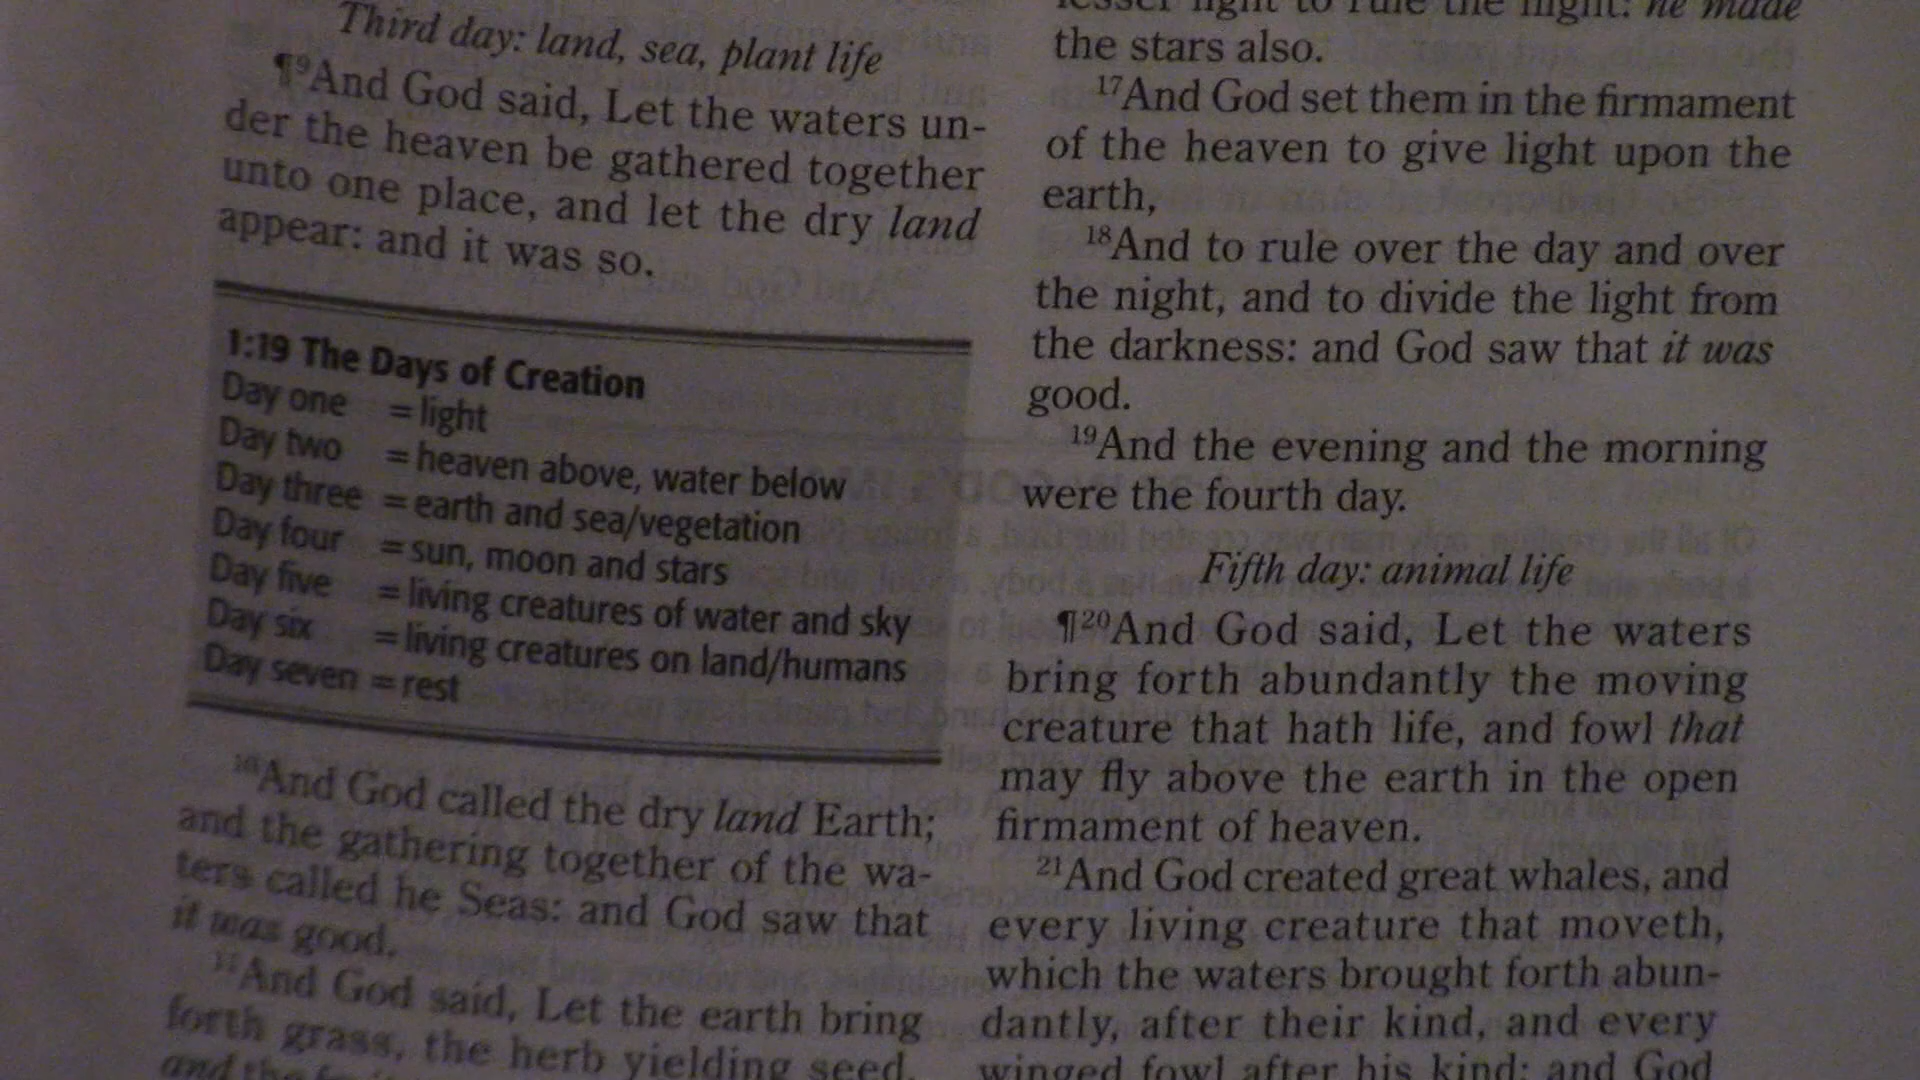 Third day: land, sea, plant life
¶9And God said, Let the waters un-
der the heaven be gathered together
unto one place, and let the dry land
appear: and it was so.
1:19 The Days of Creation
Day one = light
Day two = heaven above, water below
Day three = earth and sea/vegetation
Day four = sun, moon and stars
Day five = living creatures of water and sky
Day six = living creatures on land/humans
Day seven = rest
10And God called the dry land Earth;
and the gathering together of the wa-
ters called he Seas: and God saw that
it was good.
11And God said, Let the earth bring
forth grass, the herb yielding seed,
and the
lesser light to rule the night: he made
the stars also.
17And God set them in the firmament
of the heaven to give light upon the
earth,
18And to rule over the day and over
the night, and to divide the light from
the darkness: and God saw that it was
good.
19And the evening and the morning
were the fourth day.
Fifth day: animal life
¶20And God said, Let the waters
bring forth abundantly the moving
creature that hath life, and fowl that
may fly above the earth in the open
firmament of heaven.
21And God created great whales, and
every living creature that moveth,
which the waters brought forth abun-
dantly, after their kind, and every
winged fowl after his kind: and God